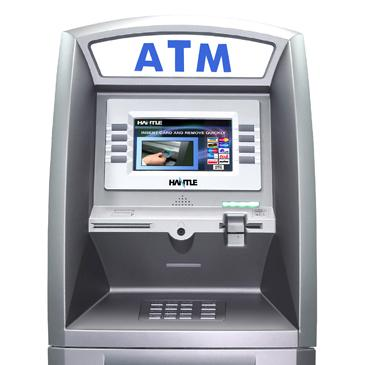 ATM
HANTLE
INSERT CARD AND REMOVE QUICKLY
HANTLE